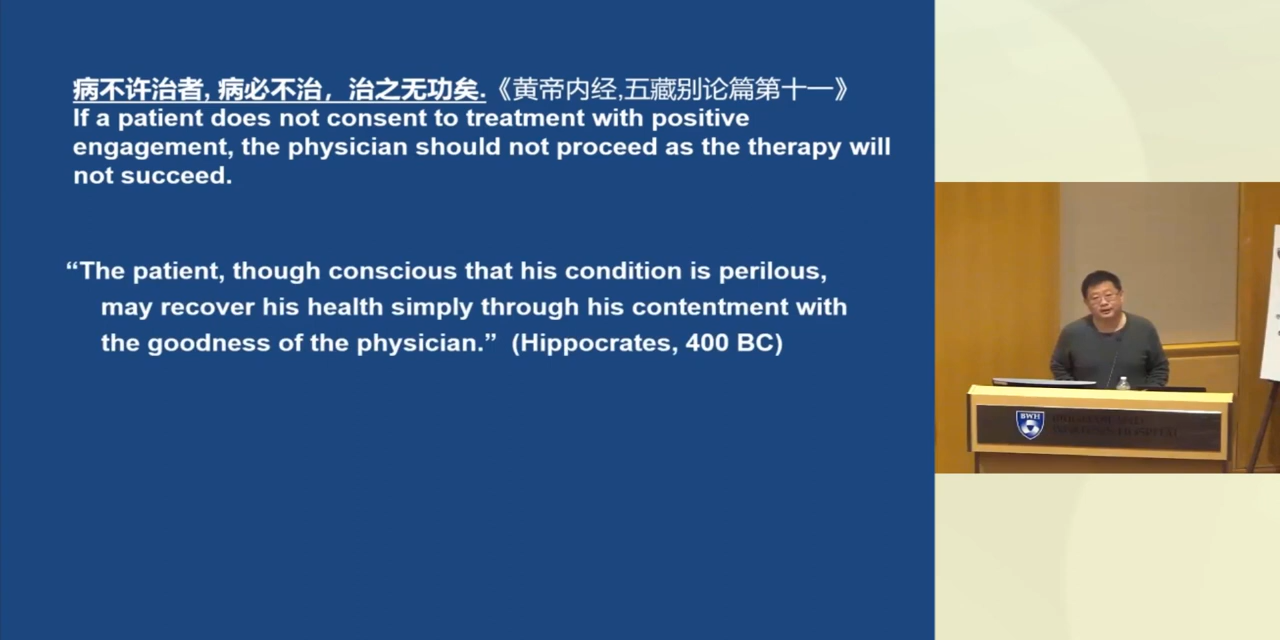 病不许治者, 病必不治，治之无功矣.《黄帝内经,五藏别论篇第十一》
If a patient does not consent to treatment with positive
engagement, the physician should not proceed as the therapy will
not succeed.
“The patient, though conscious that his condition is perilous,
may recover his health simply through his contentment with
the goodness of the physician.”  (Hippocrates, 400 BC)
BWH